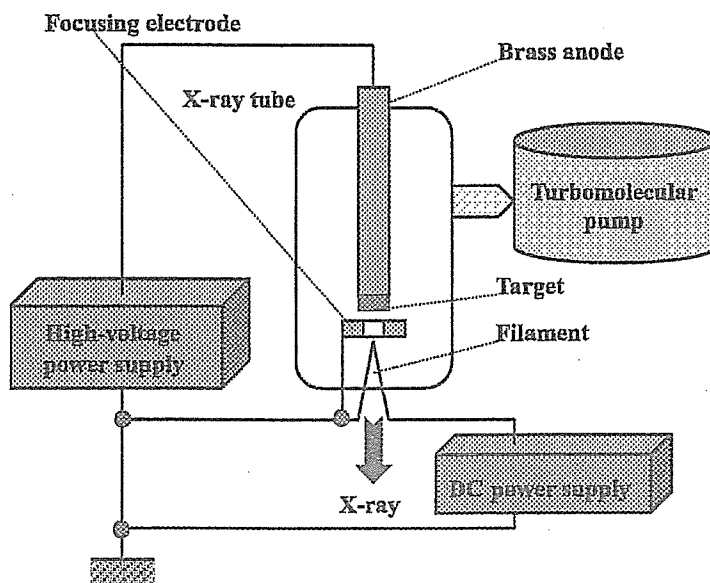 Focusing electrode
Brass anode
X-ray tube
Turbomolecular
pump
Target
High-voltage
power supply
Filament
X-ray
DC power supply